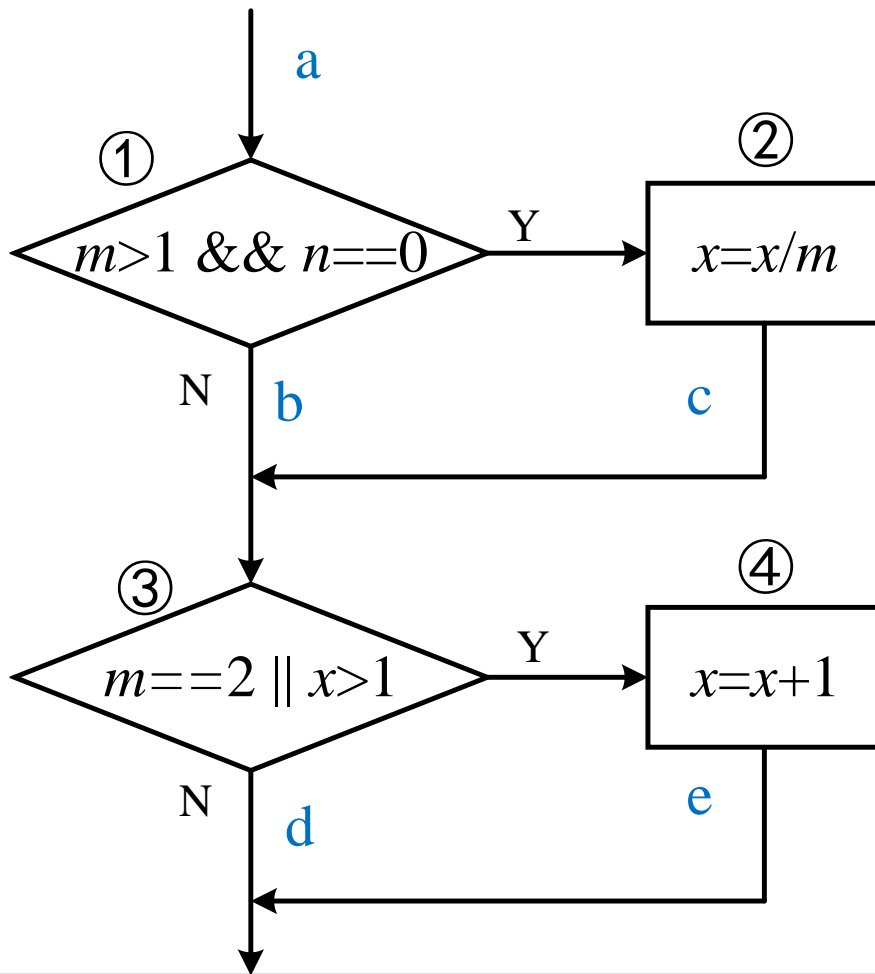 a
①
②
m>1 && n==0
Y
x=x/m
N
b
c
③
④
m==2 || x>1
Y
x=x+1
N
d
e